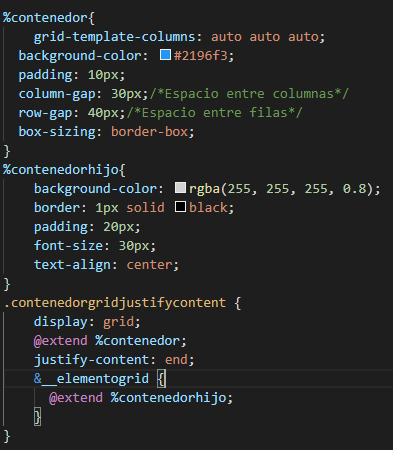 %contenedor{
    grid-template-columns: auto auto auto;
  background-color: #2196f3;
  padding: 10px;
  column-gap: 30px;/*Espacio entre columnas*/
  row-gap: 40px;/*Espacio entre filas*/
  box-sizing: border-box;
}
%contenedorhijo{
    background-color: rgba(255, 255, 255, 0.8);
    border: 1px solid black;
    padding: 20px;
    font-size: 30px;
    text-align: center;
}
.contenedorgridjustifycontent {
    display: grid;
    @extend %contenedor;
    justify-content: end;
    &__elementogrid {
      @extend %contenedorhijo;
    }
}